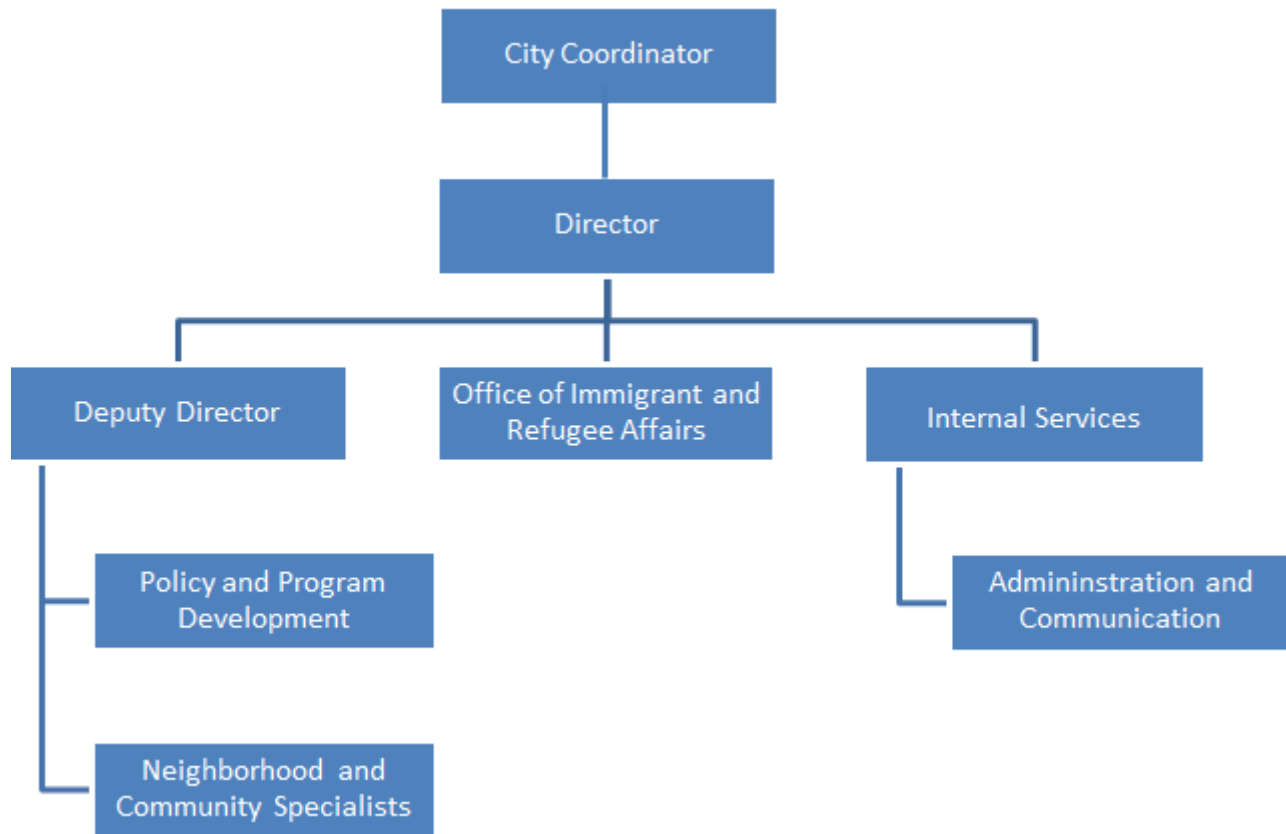 City Coordinator
Director
Deputy Director
Office of Immigrant and
Refugee Affairs
Internal Services
Policy and Program
Development
Admininstration and
Communication
Neighborhood and
Community Specialists